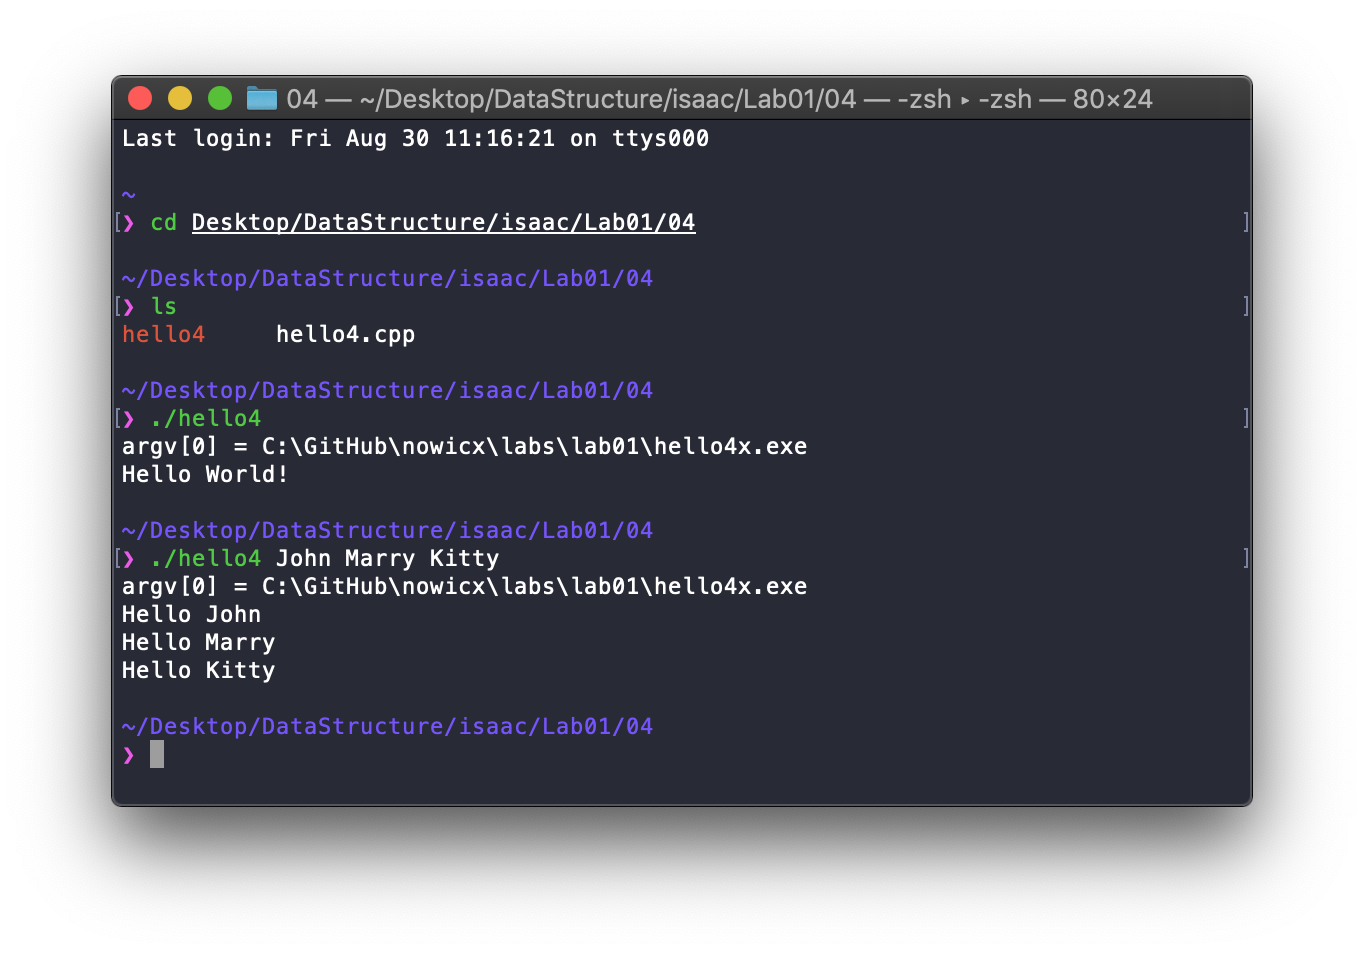 04 — ~/Desktop/DataStructure/isaac/Lab01/04 — -zsh ▸ -zsh — 80×24
Last login: Fri Aug 30 11:16:21 on ttys000
~
[❯ cd Desktop/DataStructure/isaac/Lab01/04 ]
~/Desktop/DataStructure/isaac/Lab01/04
[❯ ls ]
hello4     hello4.cpp
~/Desktop/DataStructure/isaac/Lab01/04
[❯ ./hello4 ]
argv[0] = C:\GitHub\nowicx\labs\lab01\hello4x.exe
Hello World!
~/Desktop/DataStructure/isaac/Lab01/04
[❯ ./hello4 John Marry Kitty ]
argv[0] = C:\GitHub\nowicx\labs\lab01\hello4x.exe
Hello John
Hello Marry
Hello Kitty
~/Desktop/DataStructure/isaac/Lab01/04
❯